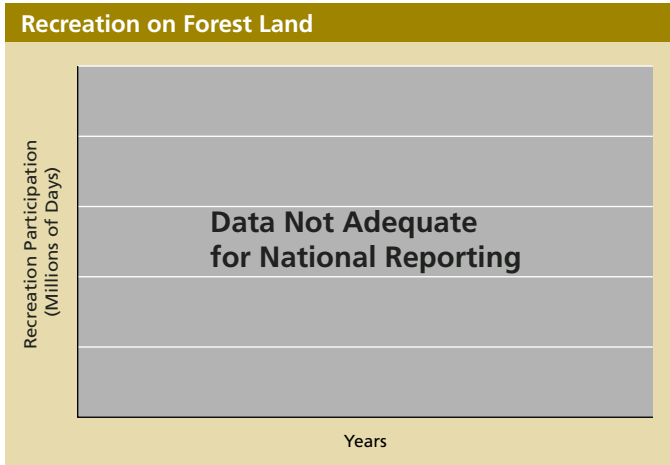 Recreation on Forest Land
Recreation Participation
(Millions of Days)
Data Not Adequate
for National Reporting
Years